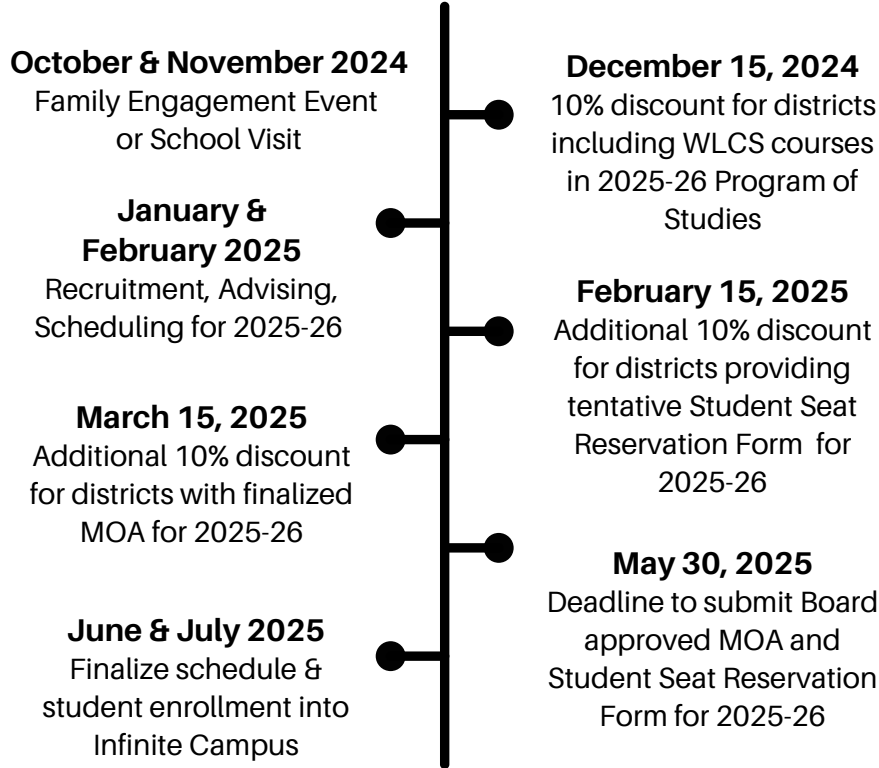 October & November 2024
Family Engagement Event
or School Visit
December 15, 2024
10% discount for districts
including WLCS courses
in 2025-26 Program of
Studies
January &
February 2025
Recruitment, Advising,
Scheduling for 2025-26
February 15, 2025
Additional 10% discount
for districts providing
tentative Student Seat
Reservation Form for
2025-26
March 15, 2025
Additional 10% discount
for districts with finalized
MOA for 2025-26
May 30, 2025
Deadline to submit Board
approved MOA and
Student Seat Reservation
Form for 2025-26
June & July 2025
Finalize schedule &
student enrollment into
Infinite Campus